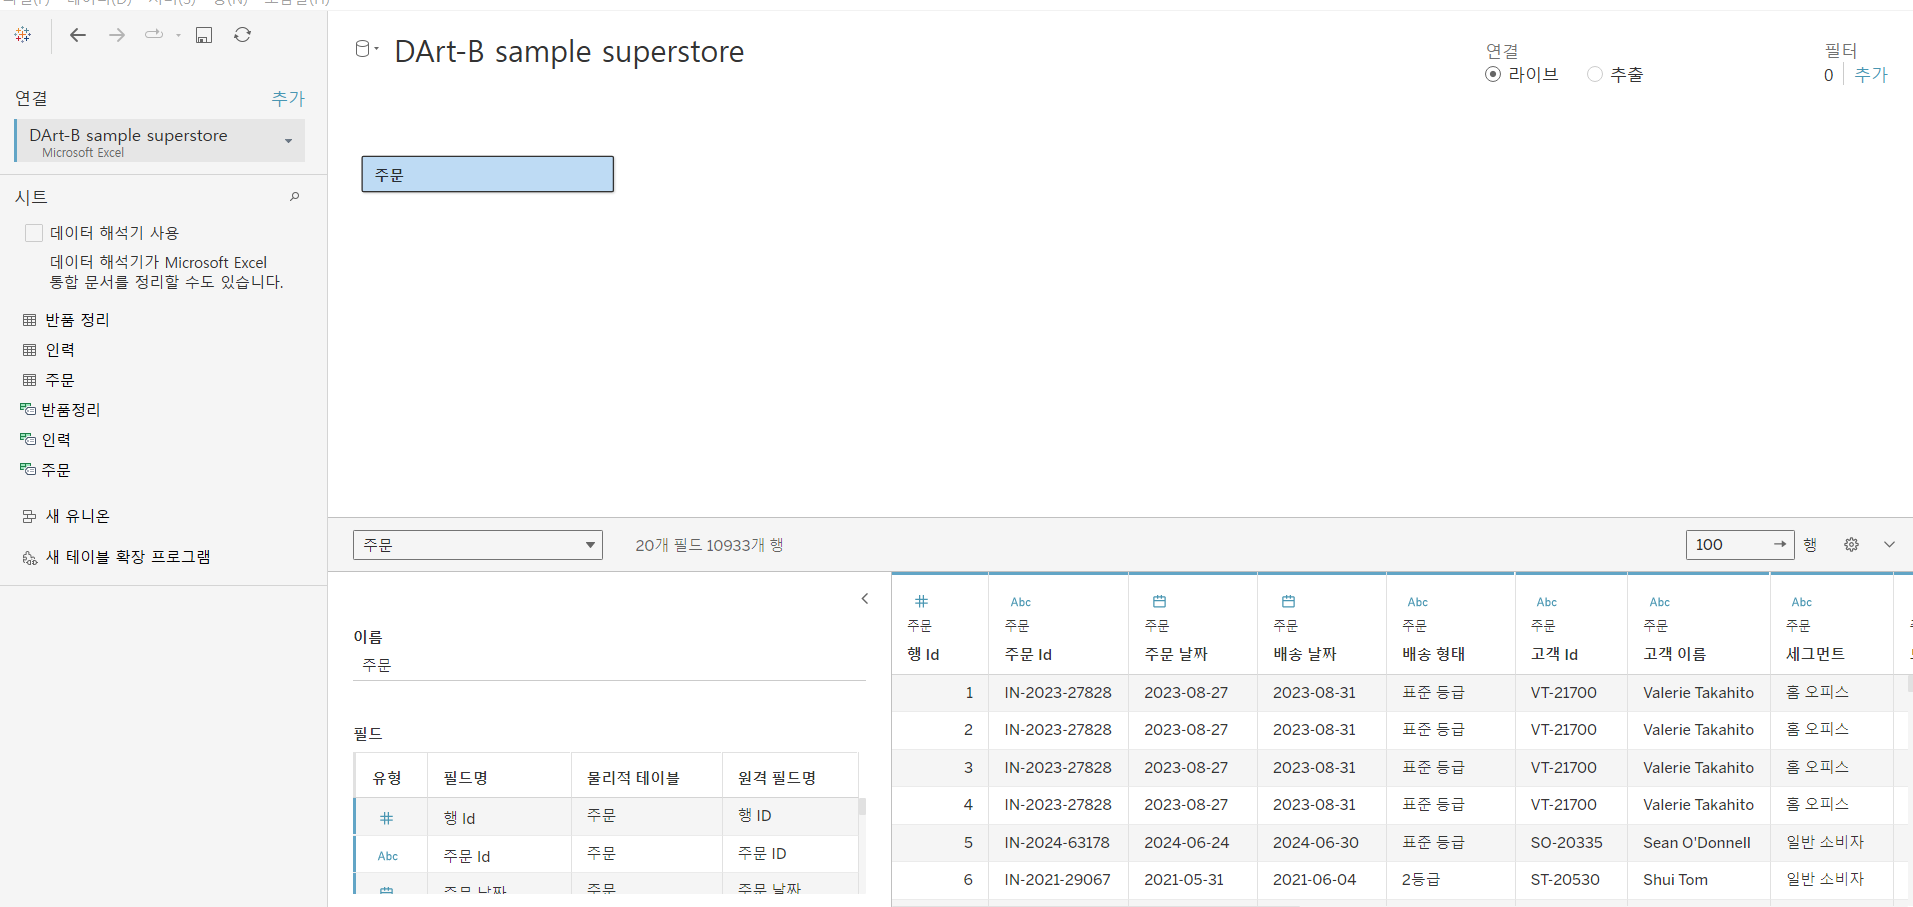 DArt-B sample superstore
연결
라이브
추출
필터
0
추가
연결
추가
DArt-B sample superstore
Microsoft Excel
시트
데이터 해석기 사용
데이터 해석기가 Microsoft Excel
통합 문서를 정리할 수도 있습니다.
반품 정리
인력
주문
반품정리
인력
주문
새 유니온
새 테이블 확장 프로그램
주문
주문
20개 필드 10933개 행
100
행
이름
주문
필드
유형 필드명 물리적 테이블 원격 필드명
행 Id 주문 행 ID
Abc 주문 Id 주문 주문 ID
주문 날짜 주문 주문 날짜
Abc Abc Abc Abc Abc
주문 주문 주문 주문 주문 주문 주문 주문
행 Id 주문 Id 주문 날짜 배송 날짜 배송 형태 고객 Id 고객 이름 세그먼트
1 IN-2023-27828 2023-08-27 2023-08-31 표준 등급 VT-21700 Valerie Takahito 홈 오피스
2 IN-2023-27828 2023-08-27 2023-08-31 표준 등급 VT-21700 Valerie Takahito 홈 오피스
3 IN-2023-27828 2023-08-27 2023-08-31 표준 등급 VT-21700 Valerie Takahito 홈 오피스
4 IN-2023-27828 2023-08-27 2023-08-31 표준 등급 VT-21700 Valerie Takahito 홈 오피스
5 IN-2024-63178 2024-06-24 2024-06-30 표준 등급 SO-20335 Sean O'Donnell 일반 소비자
6 IN-2021-29067 2021-05-31 2021-06-04 2등급 ST-20530 Shui Tom 일반 소비자